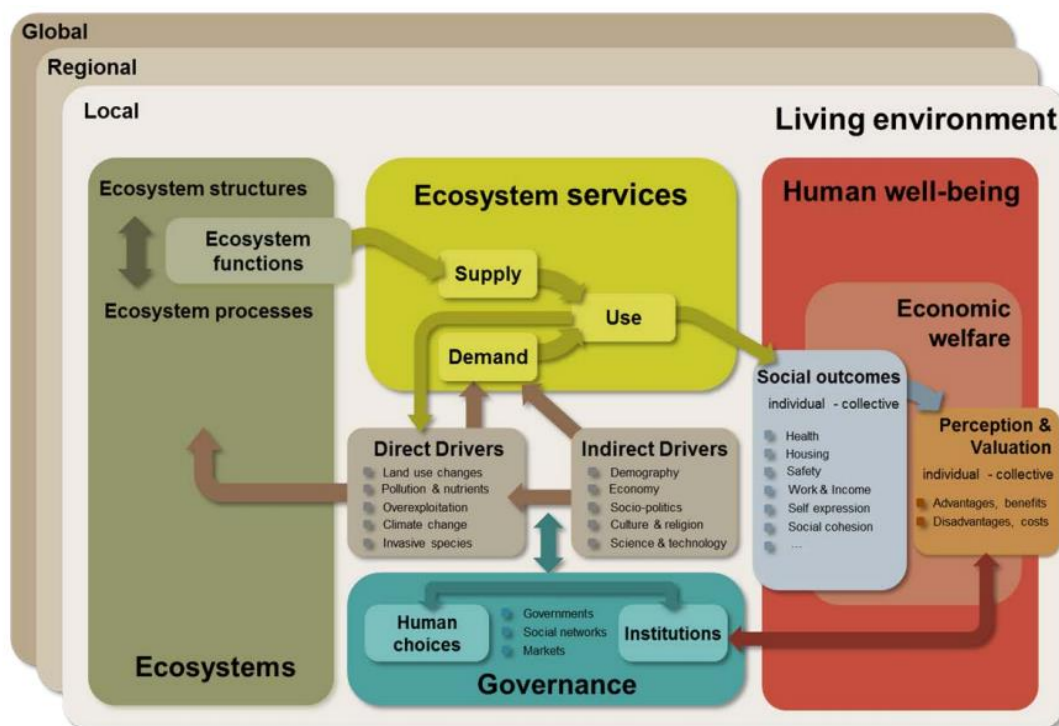 Global
Regional
Local
Living environment
Ecosystem structures
Ecosystem functions
Ecosystem processes
Ecosystems
Ecosystem services
Supply
Use
Demand
Human well-being
Economic
welfare
Social outcomes
individual - collective
Health
Housing
Safety
Work & Income
Self expression
Social cohesion
...
Perception &
Valuation
individual - collective
Advantages, benefits
Disadvantages, costs
Direct Drivers
Land use changes
Pollution & nutrients
Overexploitation
Climate change
Invasive species
Indirect Drivers
Demography
Economy
Socio-politics
Culture & religion
Science & technology
Human
choices
Governments
Social networks
Markets
Institutions
Governance